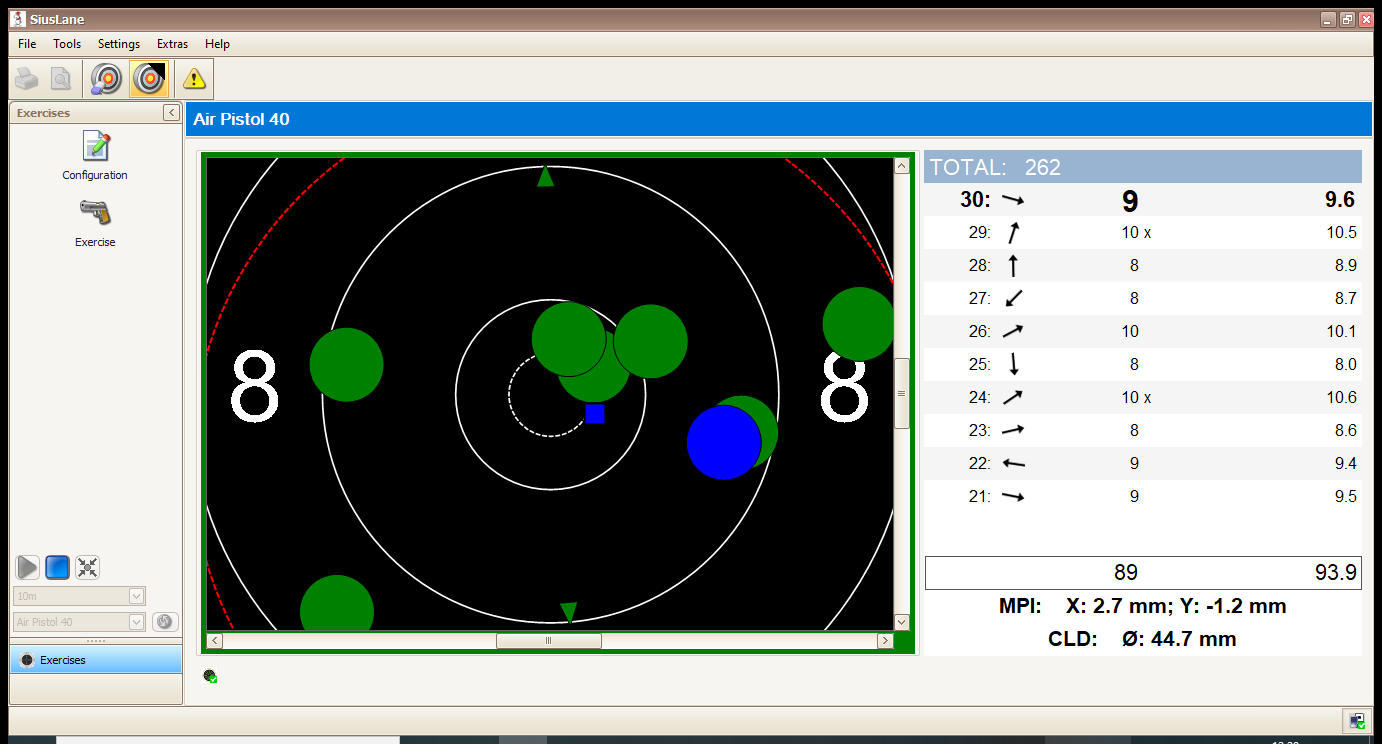 SiusLane
File Tools Settings Extras Help
Exercises
Configuration
Exercise
10m
Air Pistol 40
Exercises
Air Pistol 40
8 8
TOTAL: 262
30: 9 9.6
29: 10 x 10.5
28: 8 8.9
27: 8 8.7
26: 10 10.1
25: 8 8.0
24: 10 x 10.6
23: 8 8.6
22: 9 9.4
21: 9 9.5
89 93.9
MPI: X: 2.7 mm; Y: -1.2 mm
CLD: Ø: 44.7 mm